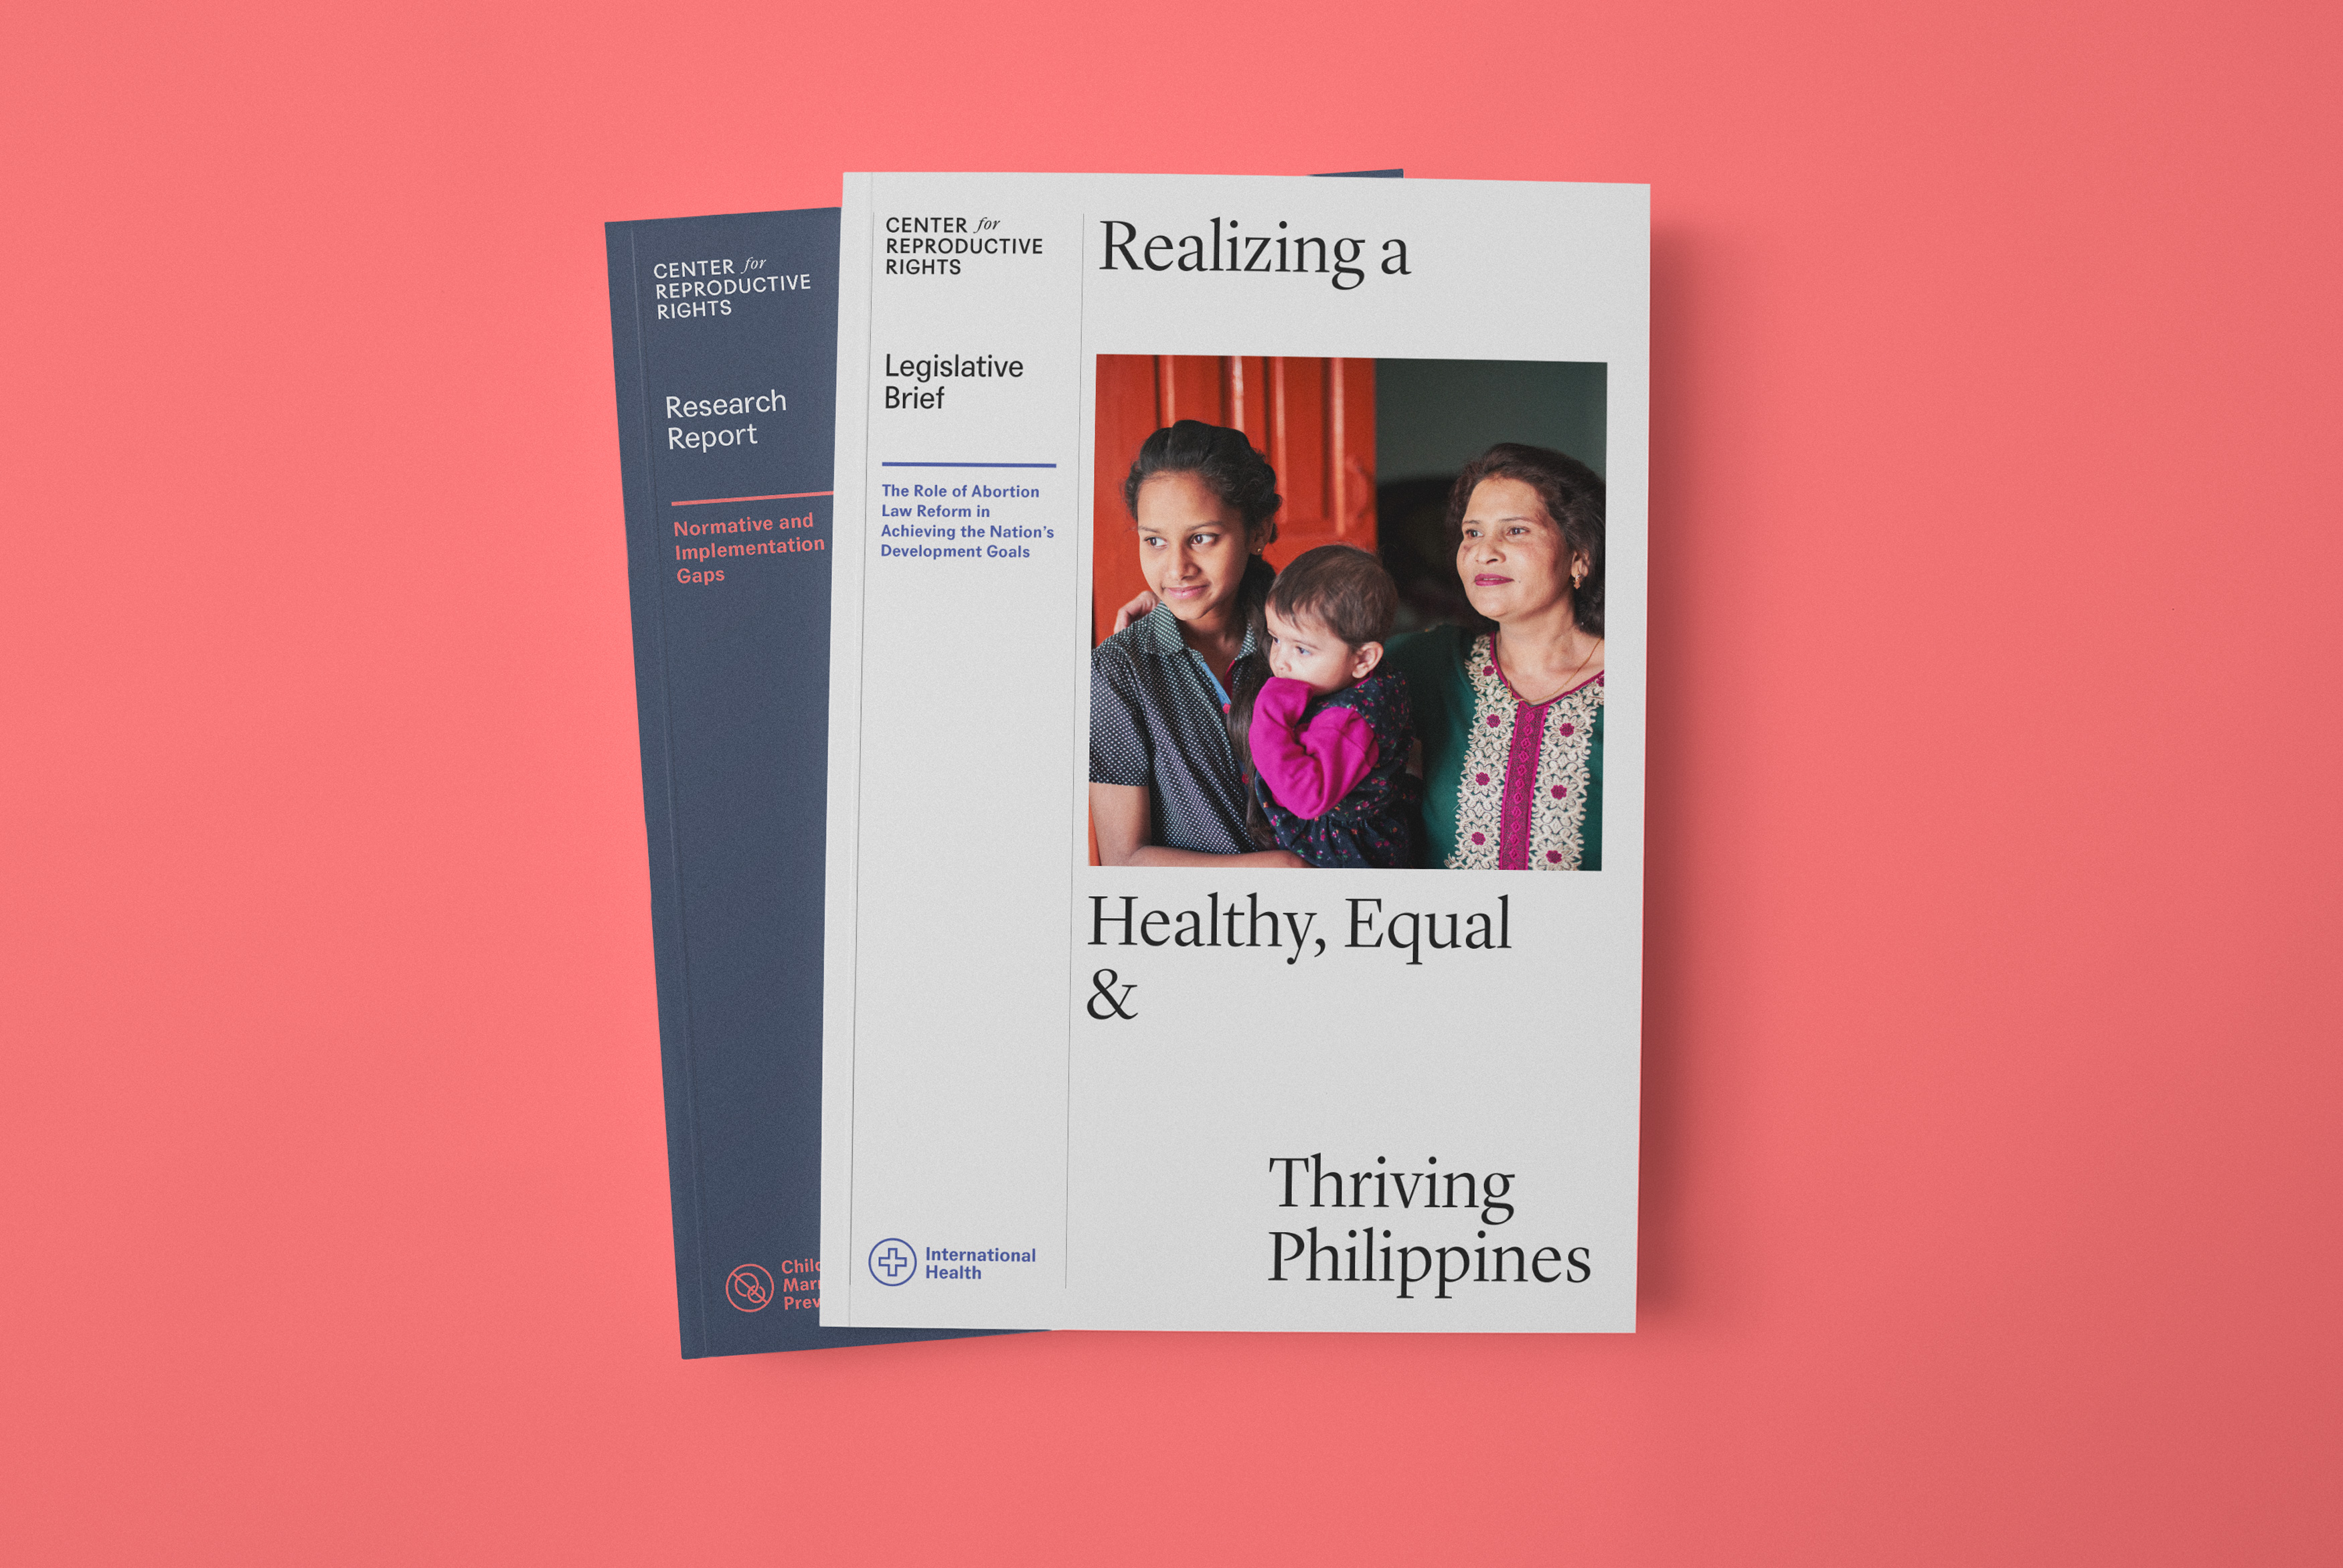 CENTER for
REPRODUCTIVE
RIGHTS
Research
Report
Normative and
Implementation
Gaps
CENTER for
REPRODUCTIVE
RIGHTS
Legislative
Brief
The Role of Abortion
Law Reform in
Achieving the Nation's
Development Goals
International
Health
Realizing a
Healthy, Equal
&
Thriving
Philippines